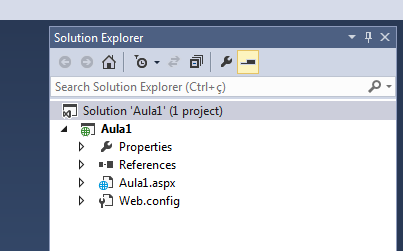 Solution Explorer
Search Solution Explorer (Ctrl+ç)
Solution 'Aula1' (1 project)
Aula1
Properties
References
Aula1.aspx
Web.config